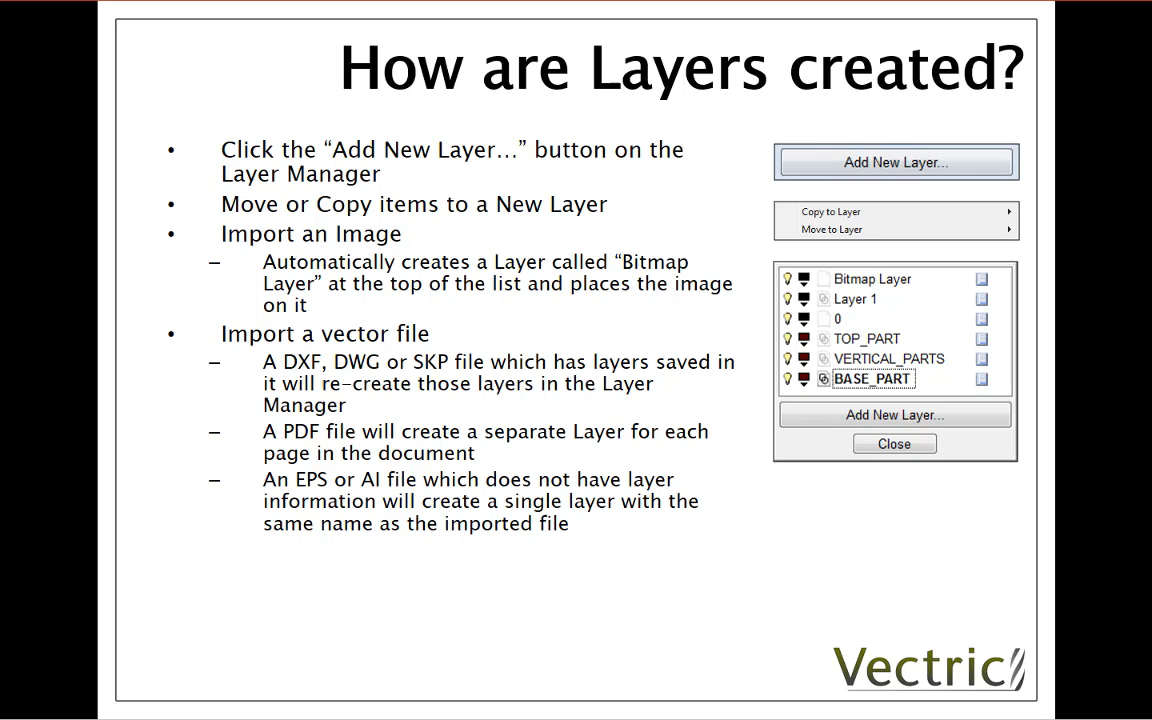 How are Layers created?
• Click the “Add New Layer…” button on the
Layer Manager
• Move or Copy items to a New Layer
• Import an Image
– Automatically creates a Layer called “Bitmap
Layer” at the top of the list and places the image
on it
• Import a vector file
– A DXF, DWG or SKP file which has layers saved in
it will re-create those layers in the Layer
Manager
– A PDF file will create a separate Layer for each
page in the document
– An EPS or AI file which does not have layer
information will create a single layer with the
same name as the imported file
Add New Layer...
Copy to Layer
Move to Layer
Bitmap Layer
Layer 1
0
TOP_PART
VERTICAL_PARTS
BASE_PART
Add New Layer...
Close
Vectric